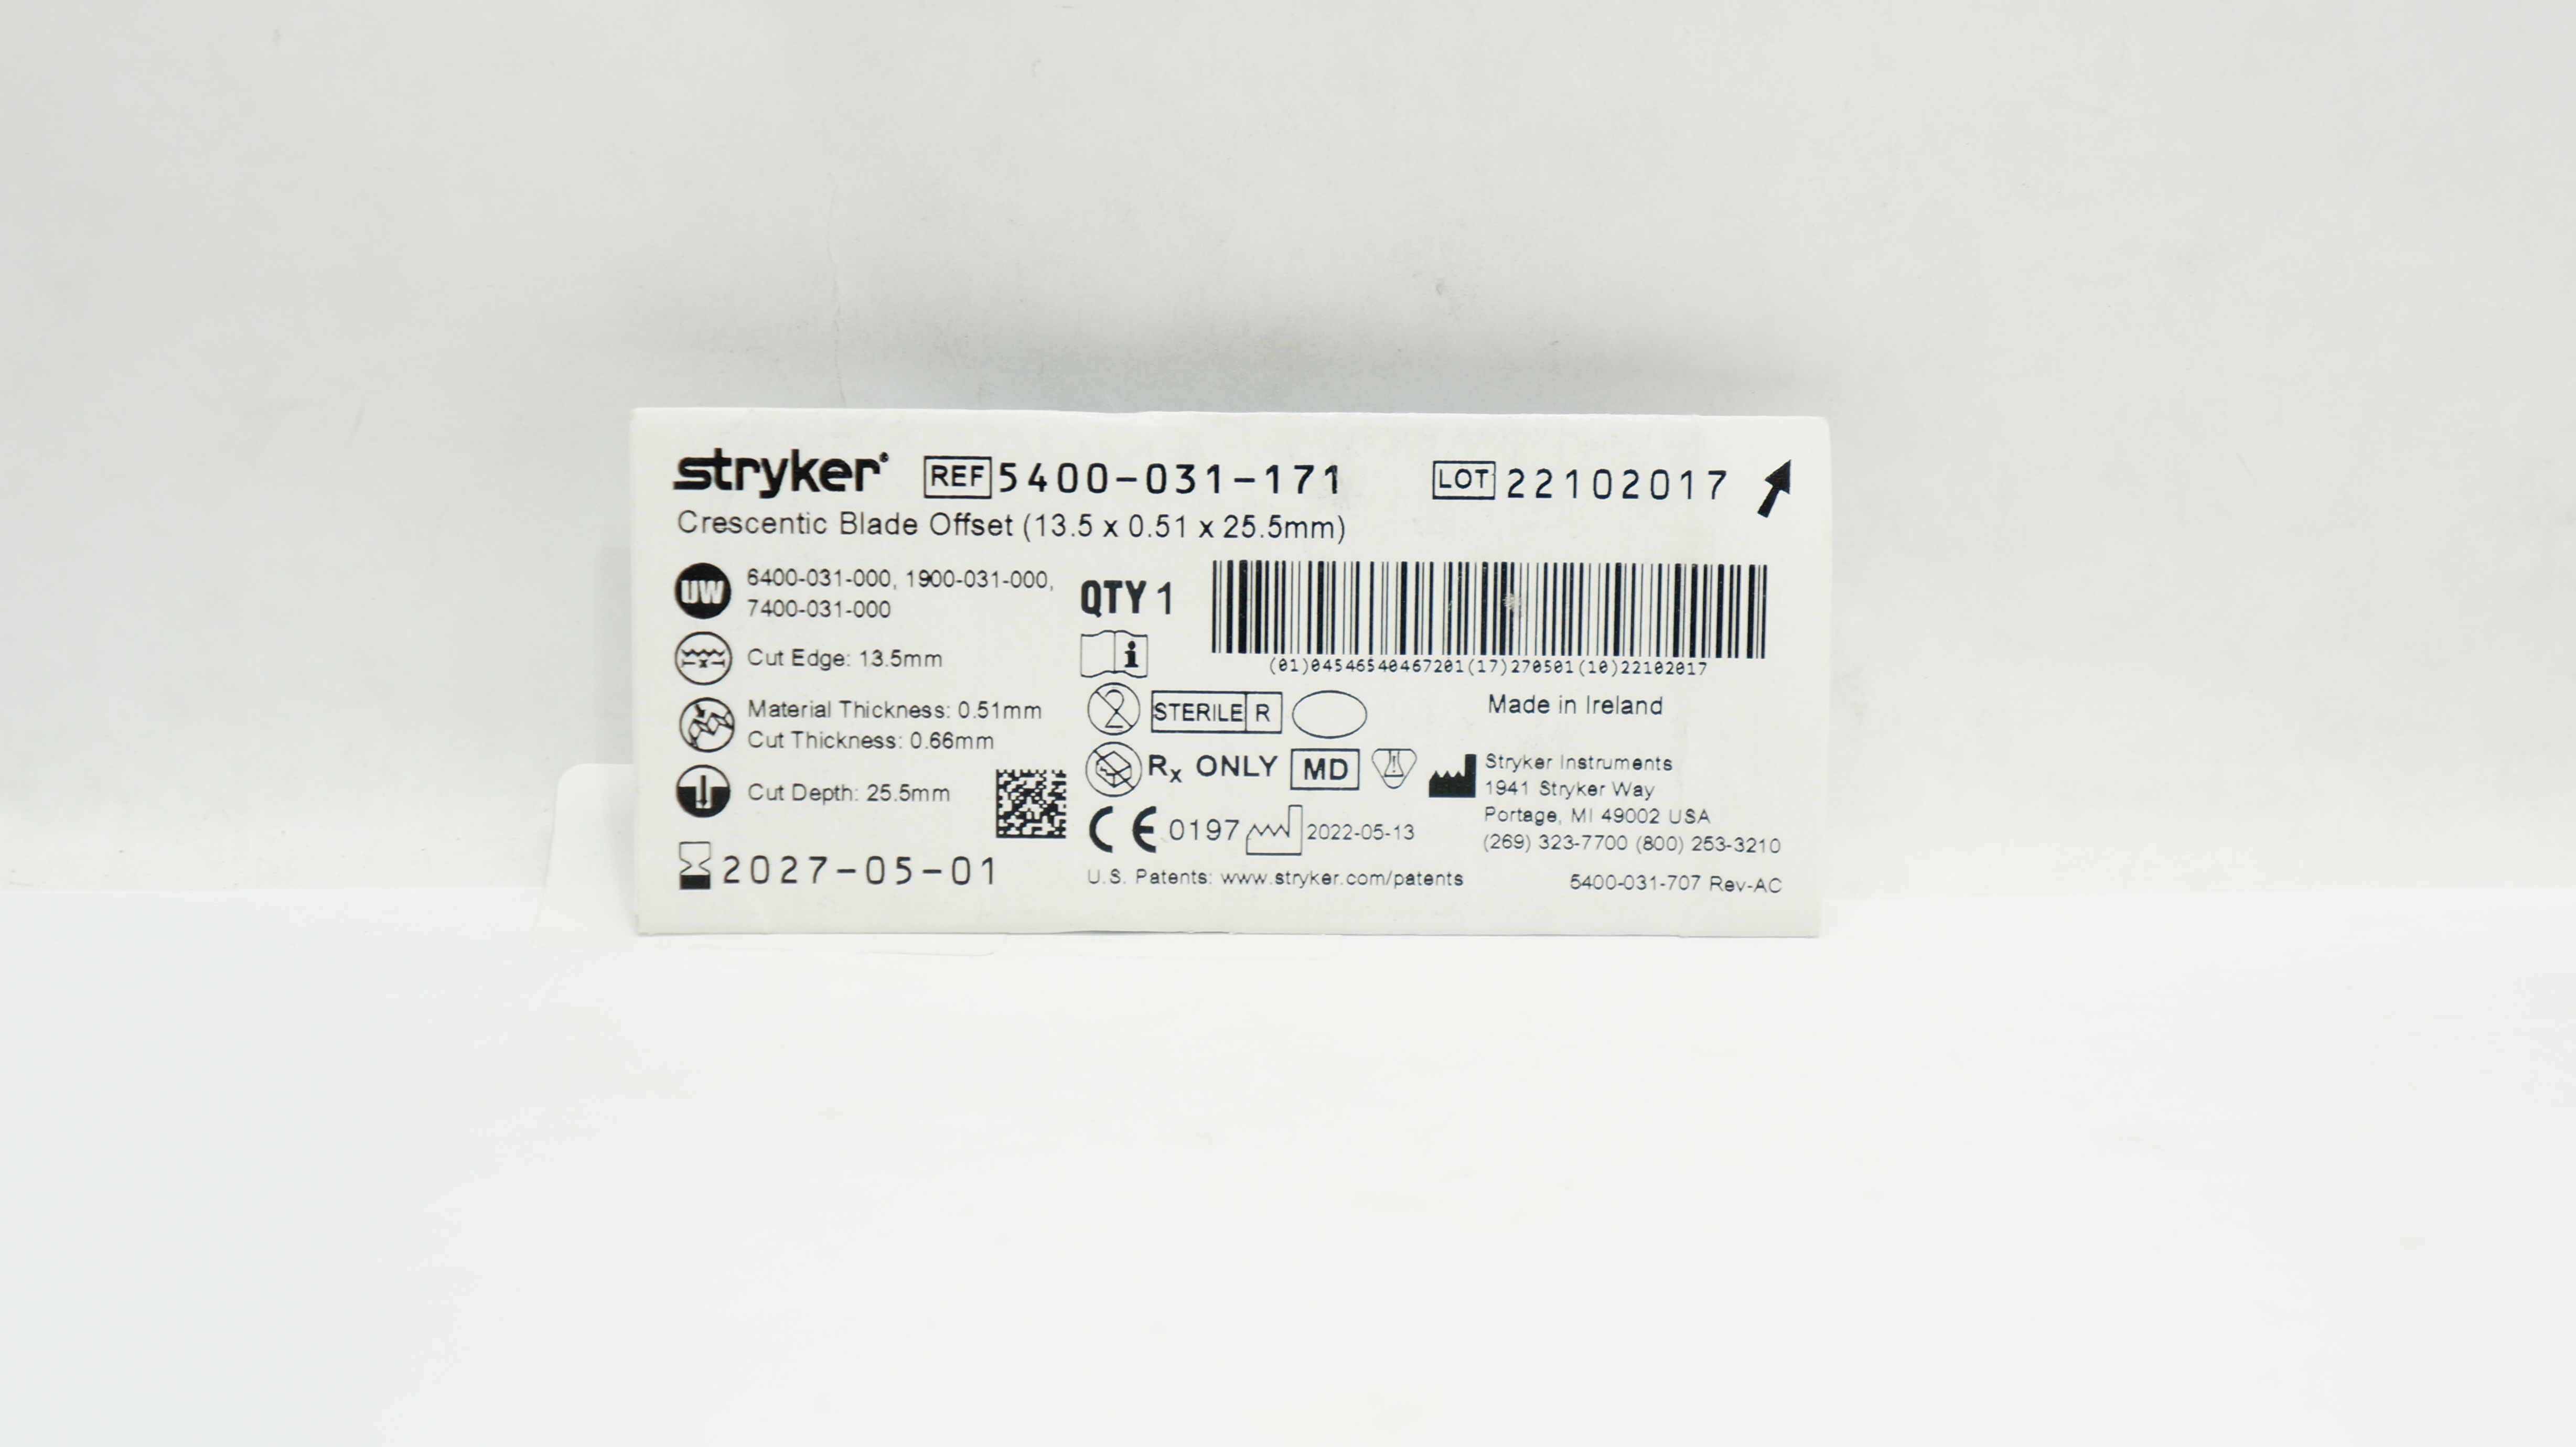 stryker®
REF 5400-031-171
LOT 22102017
Crescentic Blade Offset (13.5 x 0.51 x 25.5mm)
UW 6400-031-000, 1900-031-000,
7400-031-000
Cut Edge: 13.5mm
Material Thickness: 0.51mm
Cut Thickness: 0.66mm
Cut Depth: 25.5mm
2027-05-01
QTY 1
i
(01)04546540467201(17)270501(10)22102017
2 STERILE R
Made in Ireland
Rx ONLY MD
CE 0197 2022-05-13
Stryker Instruments
1941 Stryker Way
Portage, MI 49002 USA
(269) 323-7700 (800) 253-3210
U.S. Patents: www.stryker.com/patents
5400-031-707 Rev-AC